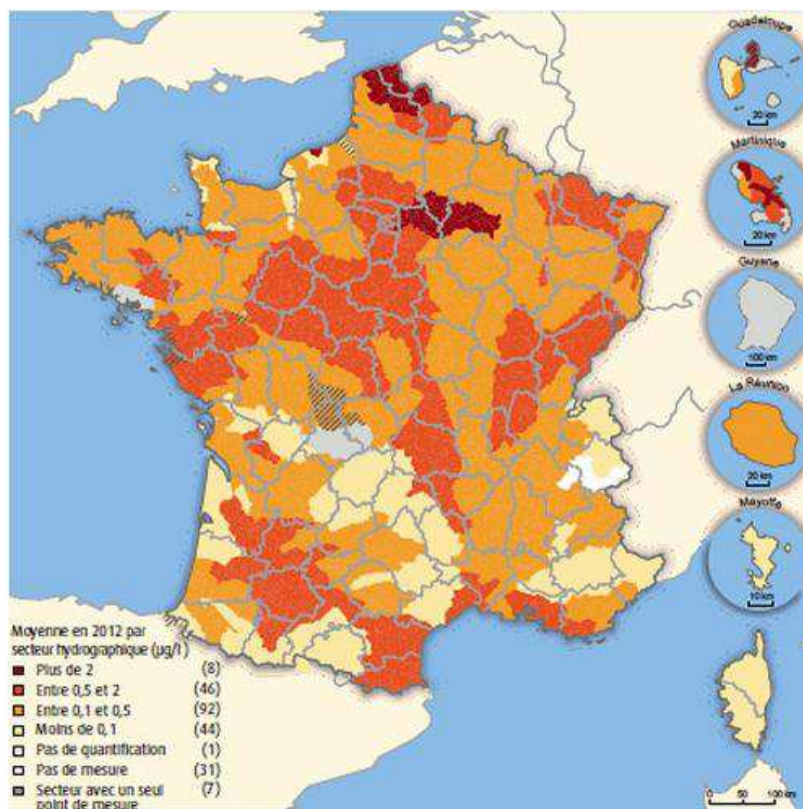 Guadeloupe
20 km
Martinique
20 km
Guyane
100 km
La Réunion
20 km
Mayotte
10 km
Moyenne en 2012 par
secteur hydrographique (µg/l)
Plus de 2 (8)
Entre 0,5 et 2 (46)
Entre 0,1 et 0,5 (92)
Moins de 0,1 (44)
Pas de quantification (1)
Pas de mesure (31)
Secteur avec un seul (7)
point de mesure
0 50 100 km